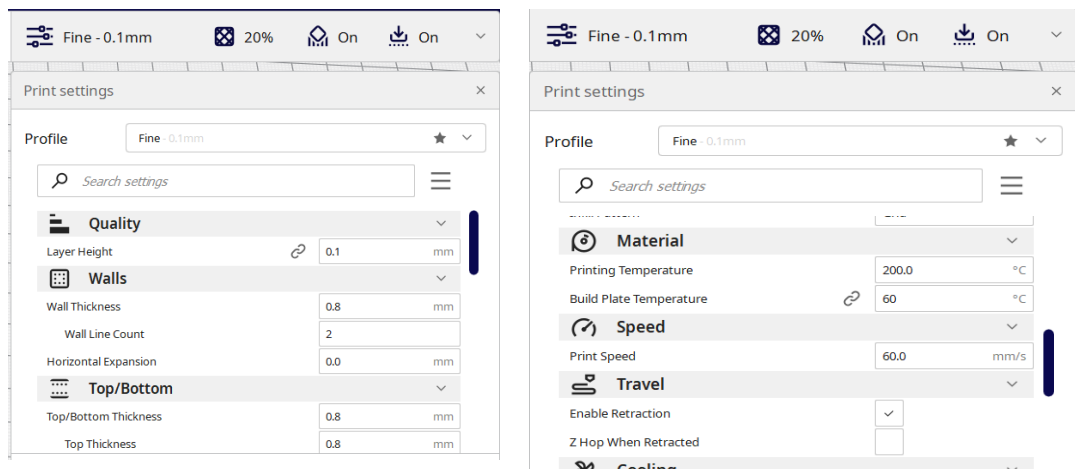 Fine - 0.1mm 20% On On
Print settings
Profile Fine - 0.1mm
Search settings
Quality
Layer Height 0.1 mm
Walls
Wall Thickness 0.8 mm
Wall Line Count 2
Horizontal Expansion 0.0 mm
Top/Bottom
Top/Bottom Thickness 0.8 mm
Top Thickness 0.8 mm
Fine - 0.1mm 20% On On
Print settings
Profile Fine - 0.1mm
Search settings
Material
Printing Temperature 200.0 °C
Build Plate Temperature 60 °C
Speed
Print Speed 60.0 mm/s
Travel
Enable Retraction
Z Hop When Retracted
Cooling